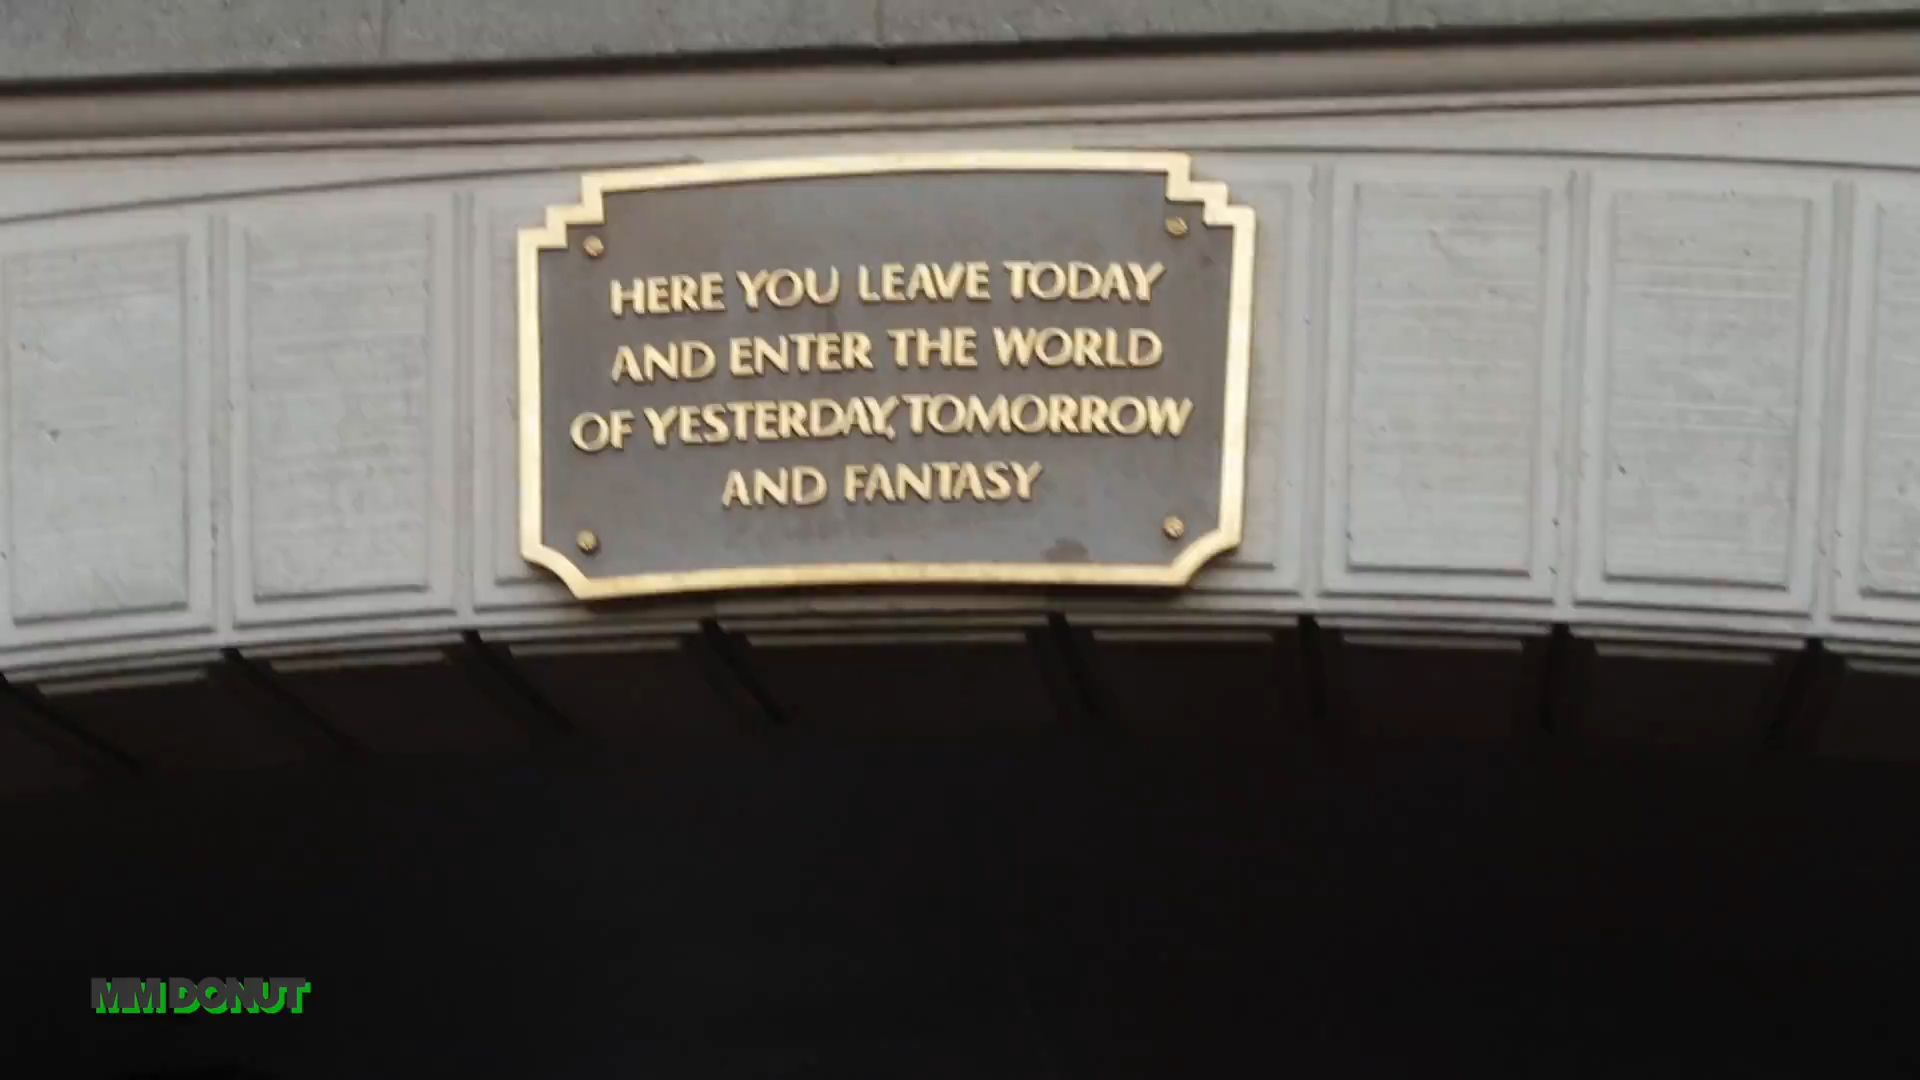 HERE YOU LEAVE TODAY
AND ENTER THE WORLD
OF YESTERDAY, TOMORROW
AND FANTASY
MM DONUT